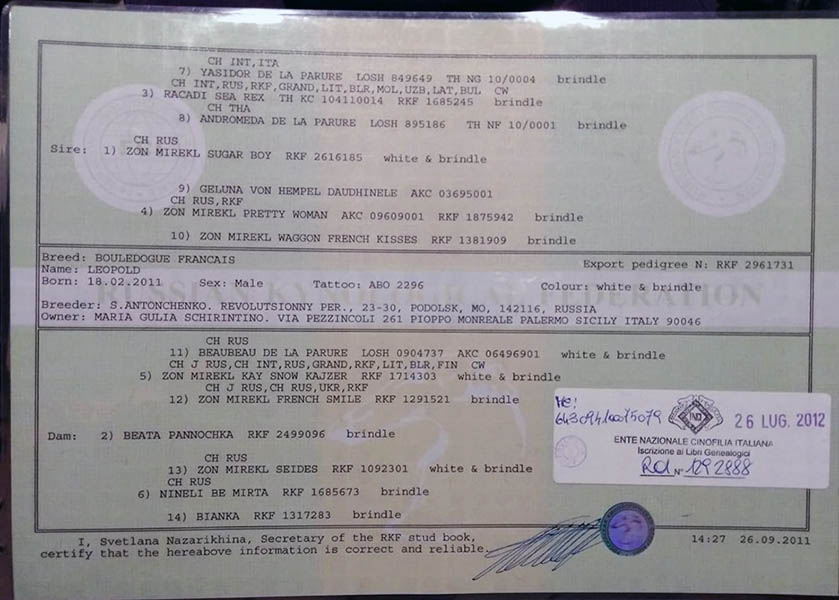 CH INT,ITA
7) YASIDOR DE LA PARURE LOSH 849649 TH NG 10/0004 brindle
CH INT,RUS,RKF,GRAND,LIT,BLR,MOL,UZB,LAT,BUL CW
3) RACADI SEA REX TH KC 104110014 RKF 1685245 brindle
CH THA
8) ANDROMEDA DE LA PARURE LOSH 895186 TH NF 10/0001 brindle
CH RUS
Sire: 1) ZON MIREKL SUGAR BOY RKF 2616185 white & brindle
9) GELUNA VON HEMPEL DAUDHINELE AKC 03695001
CH RUS,RKF
4) ZON MIREKL PRETTY WOMAN AKC 09609001 RKF 1875942 brindle
10) ZON MIREKL WAGGON FRENCH KISSES RKF 1381909 brindle
Breed: BOULEDOGUE FRANCAIS Export pedigree N: RKF 2961731
Name: LEOPOLD
Born: 18.02.2011 Sex: Male Tattoo: ABO 2296 Colour: white & brindle
Breeder: S.ANTONCHENKO. REVOLUTSIONNY PER., 23-30, PODOLSK, MO, 142116, RUSSIA
Owner: MARIA GULIA SCHIRINTINO. VIA PEZZINCOLI 261 PIOPPO MONREALE PALERMO SICILY ITALY 90046
CH RUS
11) BEAUBEAU DE LA PARURE LOSH 0904737 AKC 06496901 white & brindle
CH J RUS,CH INT,RUS,GRAND,RKF,LIT,BLR,FIN CW
5) ZON MIREKL KAY SNOW KAJZER RKF 1714303 white & brindle
CH J RUS,CH RUS,UKR,RKF
12) ZON MIREKL FRENCH SMILE RKF 1291521 brindle
Dam: 2) BEATA PANNOCHKA RKF 2499096 brindle
CH RUS
13) ZON MIREKL SEIDES RKF 1092301 white & brindle
CH RUS
6) NINELI BE MIRTA RKF 1685673 brindle
14) BIANKA RKF 1317283 brindle
26 LUG. 2012
ENTE NAZIONALE CINOFILIA ITALIANA
Iscrizione ai Libri Genealogici
N° 1292888
I, Svetlana Nazarikhina, Secretary of the RKF stud book,
certify that the hereabove information is correct and reliable.
14:27 26.09.2011